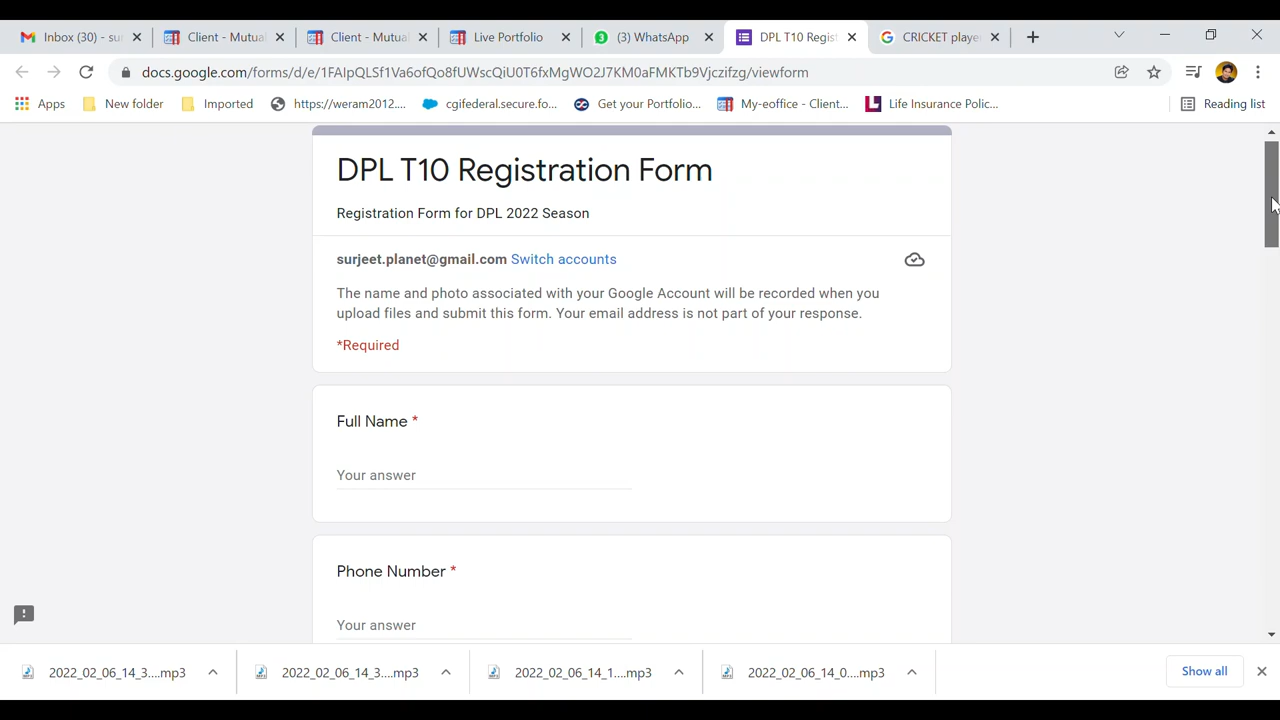 Inbox (30) - sur
Client - Mutual
Client - Mutual
Live Portfolio
(3) WhatsApp
DPL T10 Regist
CRICKET playe
docs.google.com/forms/d/e/1FAIpQLSf1Va6ofQo8fUWscQiU0T6fxMgWO2J7KM0aFMKTb9Vjczifzg/viewform
Apps
New folder
Imported
https://weram2012....
cgifederal.secure.fo...
Get your Portfolio...
My-eoffice - Client...
Life Insurance Polic...
Reading list
DPL T10 Registration Form
Registration Form for DPL 2022 Season
surjeet.planet@gmail.com Switch accounts
The name and photo associated with your Google Account will be recorded when you
upload files and submit this form. Your email address is not part of your response.
*Required
Full Name *
Your answer
Phone Number *
Your answer
2022_02_06_14_3....mp3
2022_02_06_14_3....mp3
2022_02_06_14_1....mp3
2022_02_06_14_0....mp3
Show all